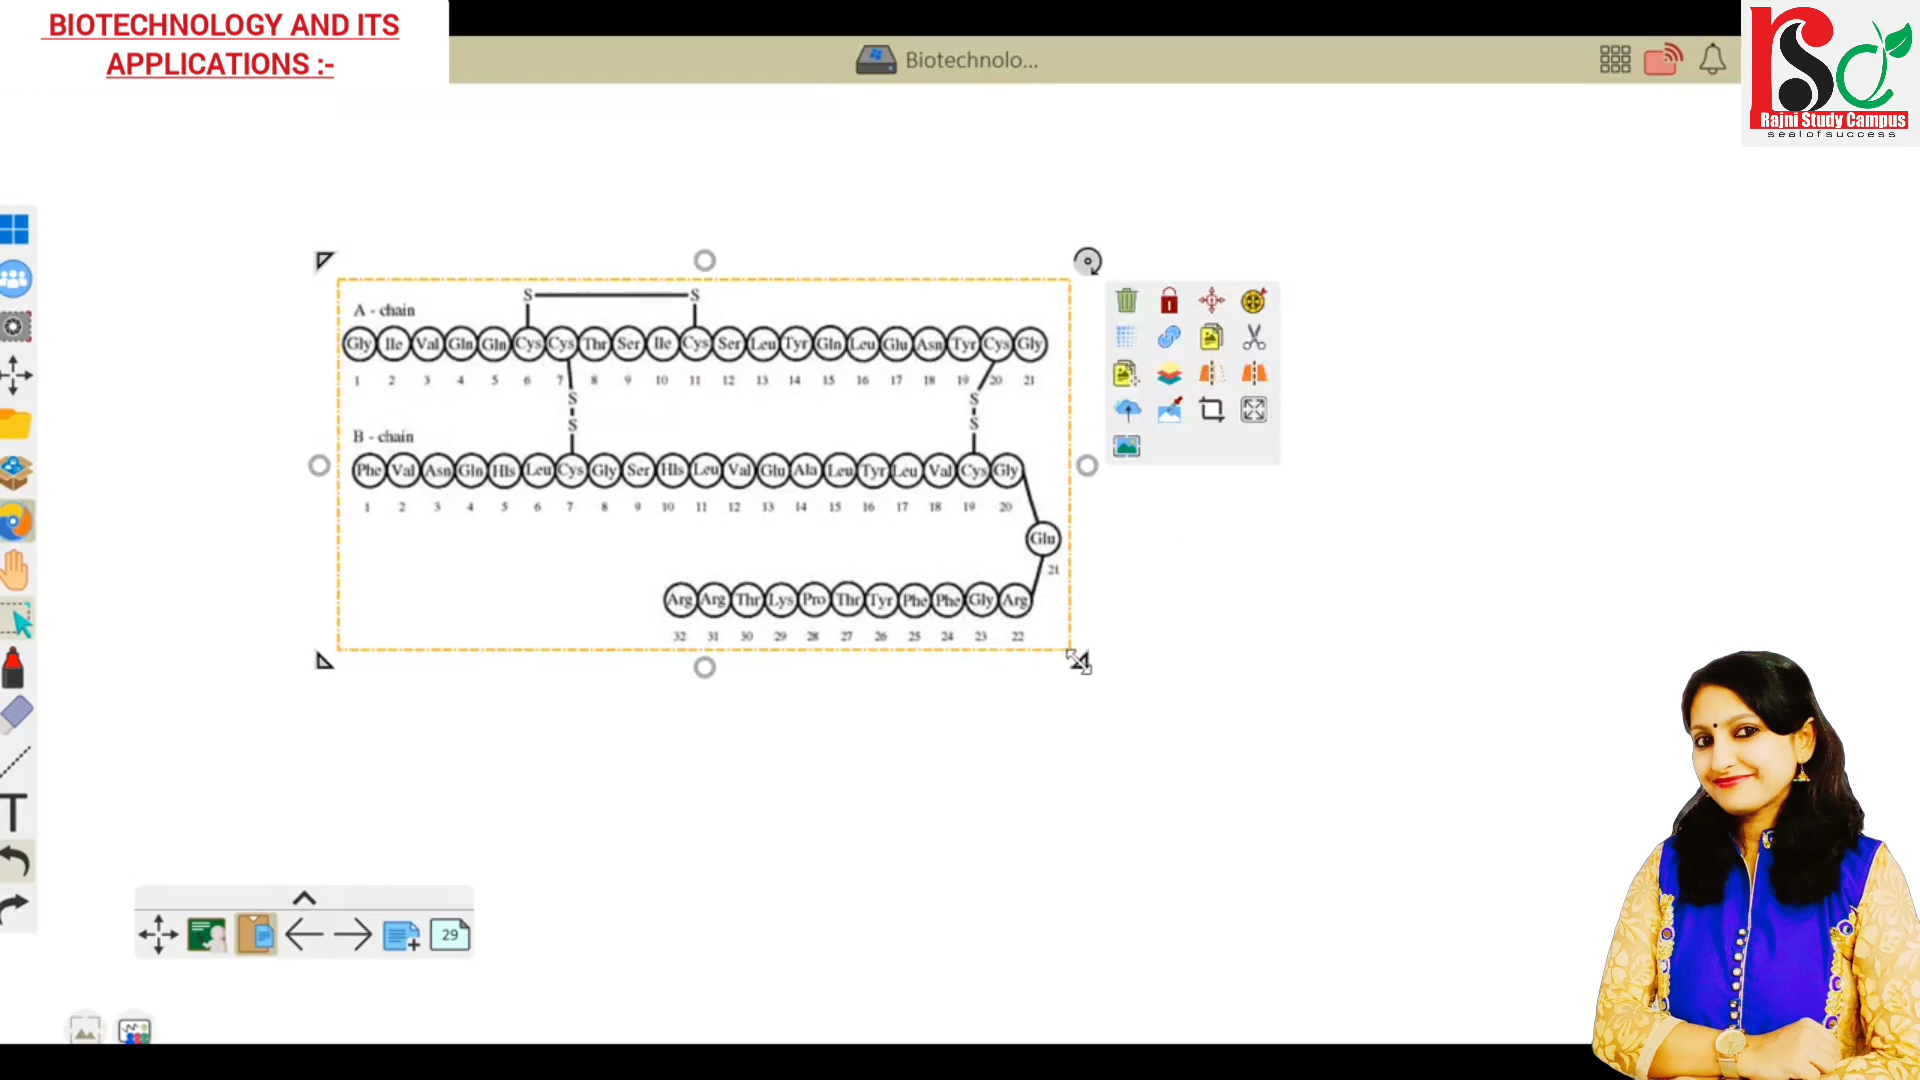 BIOTECHNOLOGY AND ITS
APPLICATIONS :-
Biotechnolo...
Rajni Study Campus
seal of success
S S
A - chain
Gly Ile Val Gln Gln Cys Cys Thr Ser Ile Cys Ser Leu Tyr Gln Leu Glu Asn Tyr Cys Gly
1 2 3 4 5 6 7 8 9 10 11 12 13 14 15 16 17 18 19 20 21
S S
S S
B - chain
Phe Val Asn Gln His Leu Cys Gly Ser His Leu Val Glu Ala Leu Tyr Leu Val Cys Gly
1 2 3 4 5 6 7 8 9 10 11 12 13 14 15 16 17 18 19 20
Glu
21
Arg Arg Thr Lys Pro Thr Tyr Phe Phe Gly Arg
32 31 30 29 28 27 26 25 24 23 22
T
29